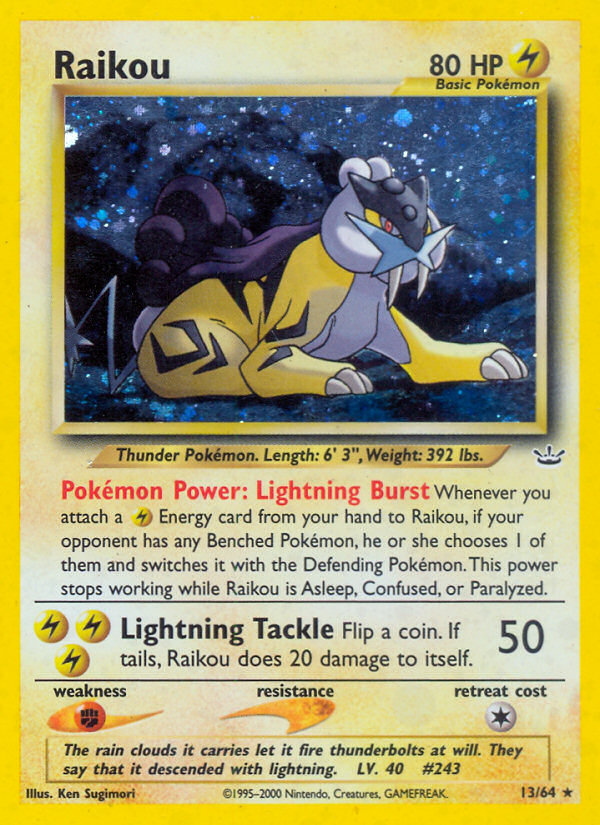 Raikou
80 HP
Basic Pokémon
Thunder Pokémon. Length: 6' 3", Weight: 392 lbs.
Pokémon Power: Lightning Burst Whenever you
attach a Energy card from your hand to Raikou, if your
opponent has any Benched Pokémon, he or she chooses 1 of
them and switches it with the Defending Pokémon. This power
stops working while Raikou is Asleep, Confused, or Paralyzed.
Lightning Tackle Flip a coin. If
tails, Raikou does 20 damage to itself.
50
weakness
resistance
retreat cost
The rain clouds it carries let it fire thunderbolts at will. They
say that it descended with lightning. LV. 40 #243
Illus. Ken Sugimori
©1995-2000 Nintendo, Creatures, GAMEFREAK.
13/64 ★